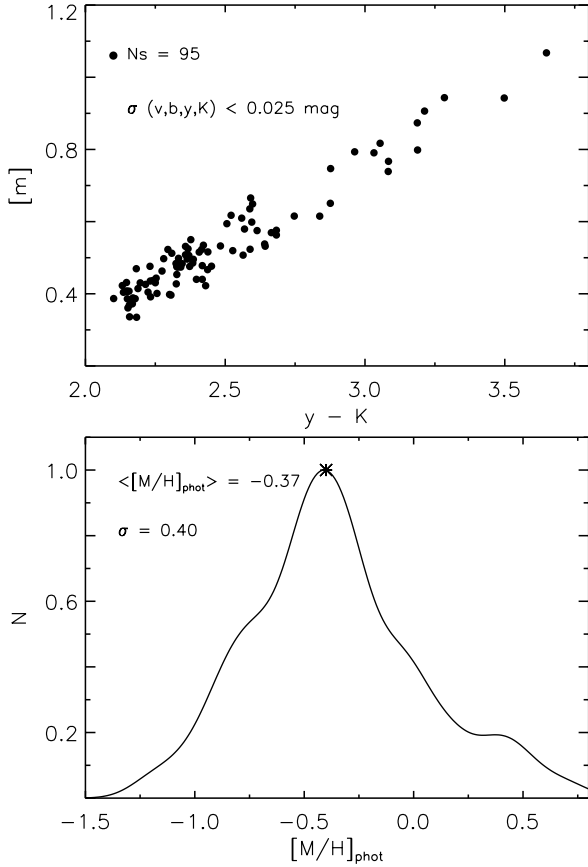 1.2
Ns = 95
σ (v,b,y,K) < 0.025 mag
[m]
0.8
0.4
2.0 2.5 3.0 3.5
y − K
1.0
<[M/H]phot> = −0.37
σ = 0.40
N
0.6
0.2
−1.5 −1.0 −0.5 0.0 0.5
[M/H]phot